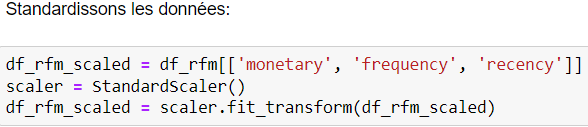 Standardissons les données:
df_rfm_scaled = df_rfm[['monetary', 'frequency', 'recency']]
scaler = StandardScaler()
df_rfm_scaled = scaler.fit_transform(df_rfm_scaled)